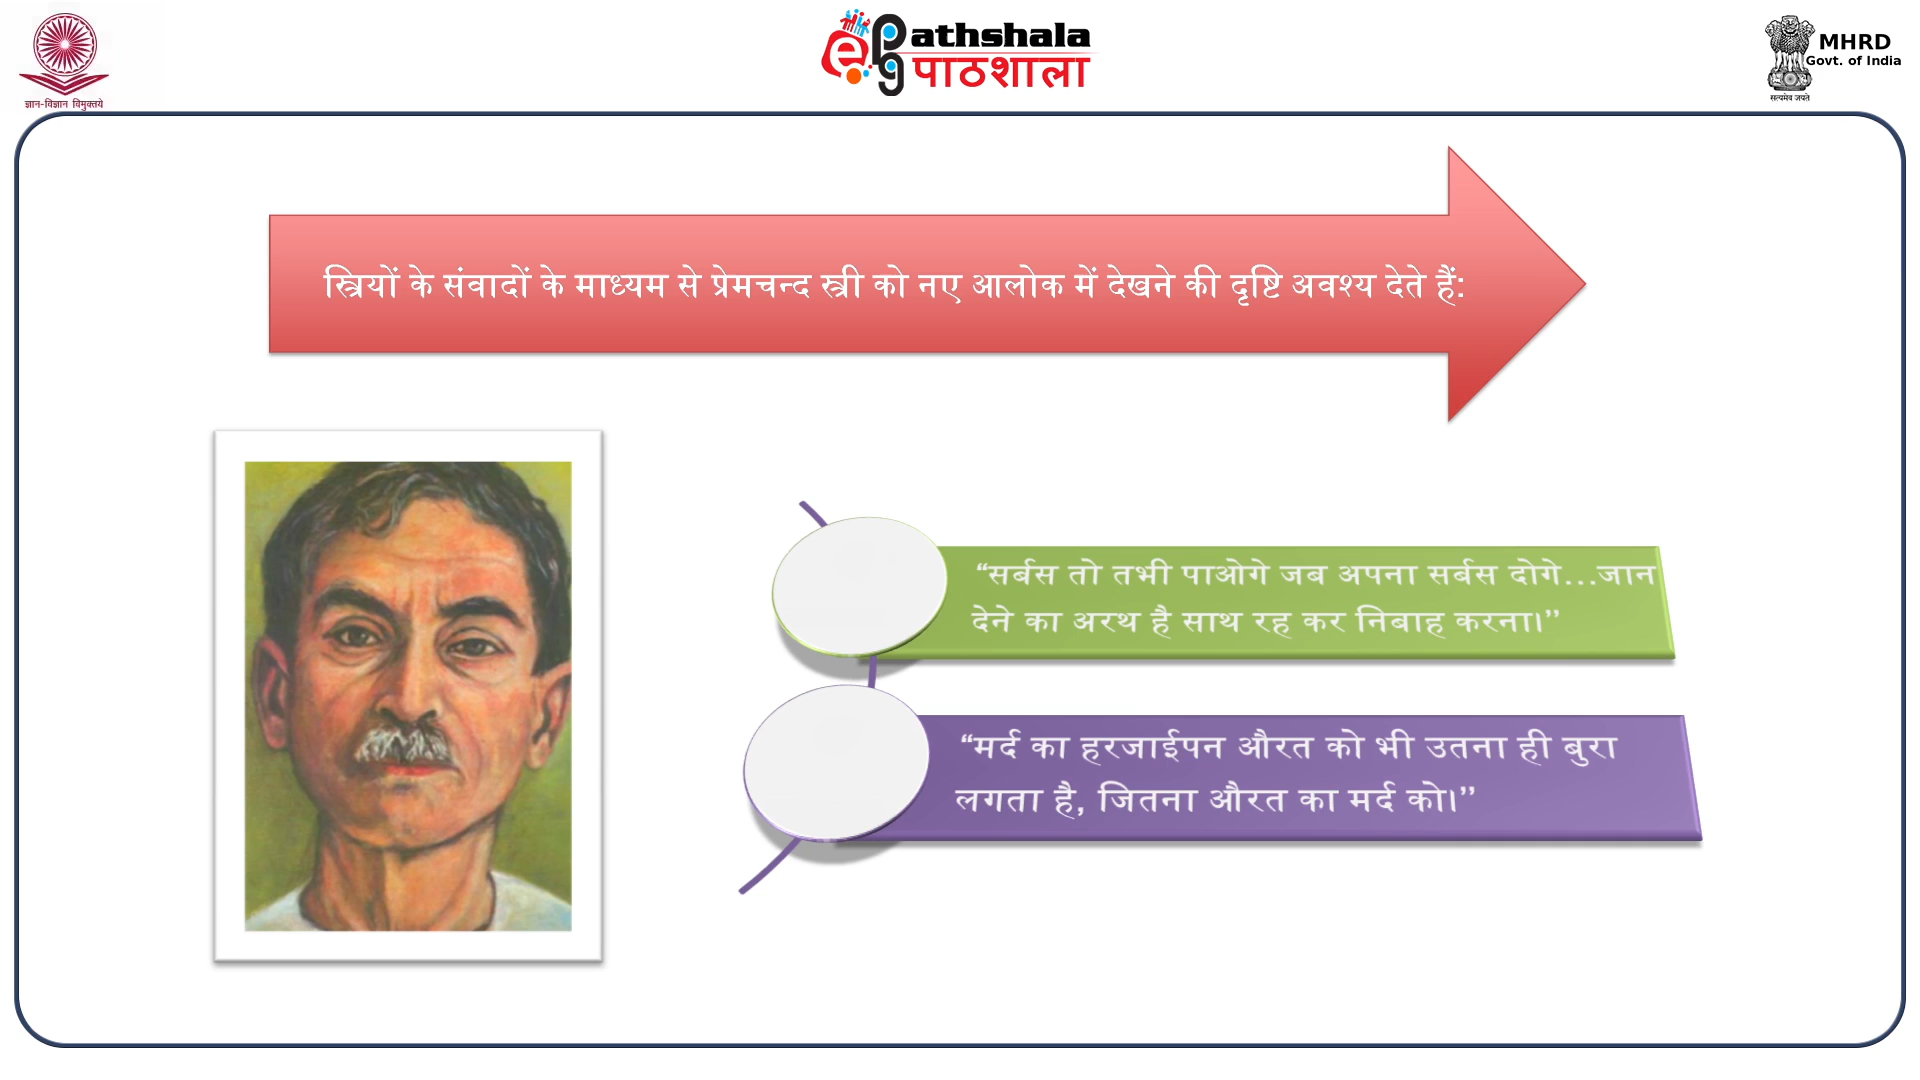 ज्ञान-विज्ञान विमुक्तये
e Pg athshala
पाठशाला
MHRD
Govt. of India
सत्यमेव जयते
स्त्रियों के संवादों के माध्यम से प्रेमचन्द स्त्री को नए आलोक में देखने की दृष्टि अवश्य देते हैं:
“सर्बस तो तभी पाओगे जब अपना सर्बस दोगे...जान
देने का अरथ है साथ रह कर निबाह करना।’’
“मर्द का हरजाईपन औरत को भी उतना ही बुरा
लगता है, जितना औरत का मर्द को।’’